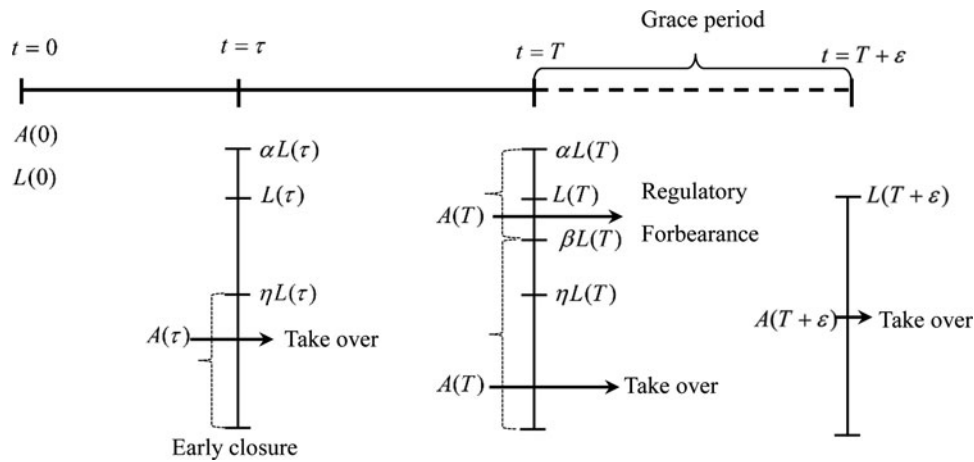 Grace period
t = 0
t = τ
t = T
t = T + ε
A(0)
L(0)
αL(τ)
L(τ)
ηL(τ)
A(τ)
Take over
Early closure
αL(T)
L(T)
Regulatory
A(T)
βL(T)
Forbearance
ηL(T)
A(T)
Take over
L(T + ε)
A(T + ε)
Take over